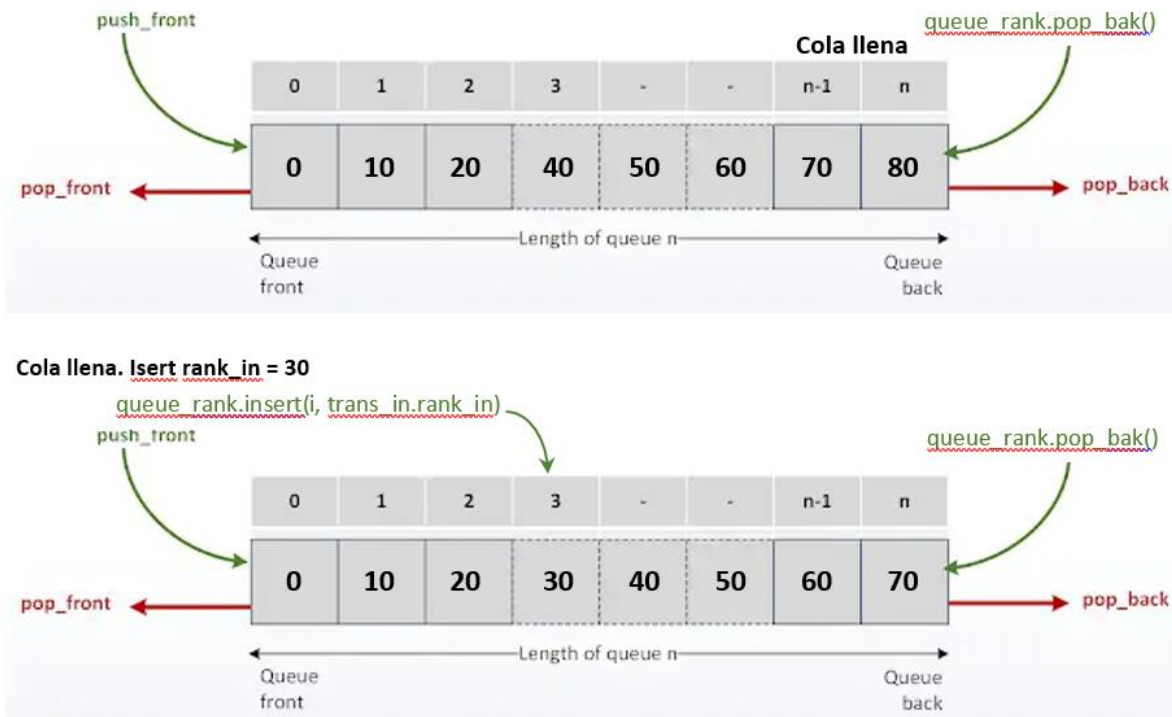 push_front
queue_rank.pop_bak()
Cola llena
0 1 2 3 - - n-1 n
0 10 20 40 50 60 70 80
pop_front
pop_back
Length of queue n
Queue
front
Queue
back
Cola llena. Isert rank_in = 30
queue_rank.insert(i, trans_in.rank_in)
push_front
queue_rank.pop_bak()
0 1 2 3 - - n-1 n
0 10 20 30 40 50 60 70
pop_front
pop_back
Length of queue n
Queue
front
Queue
back